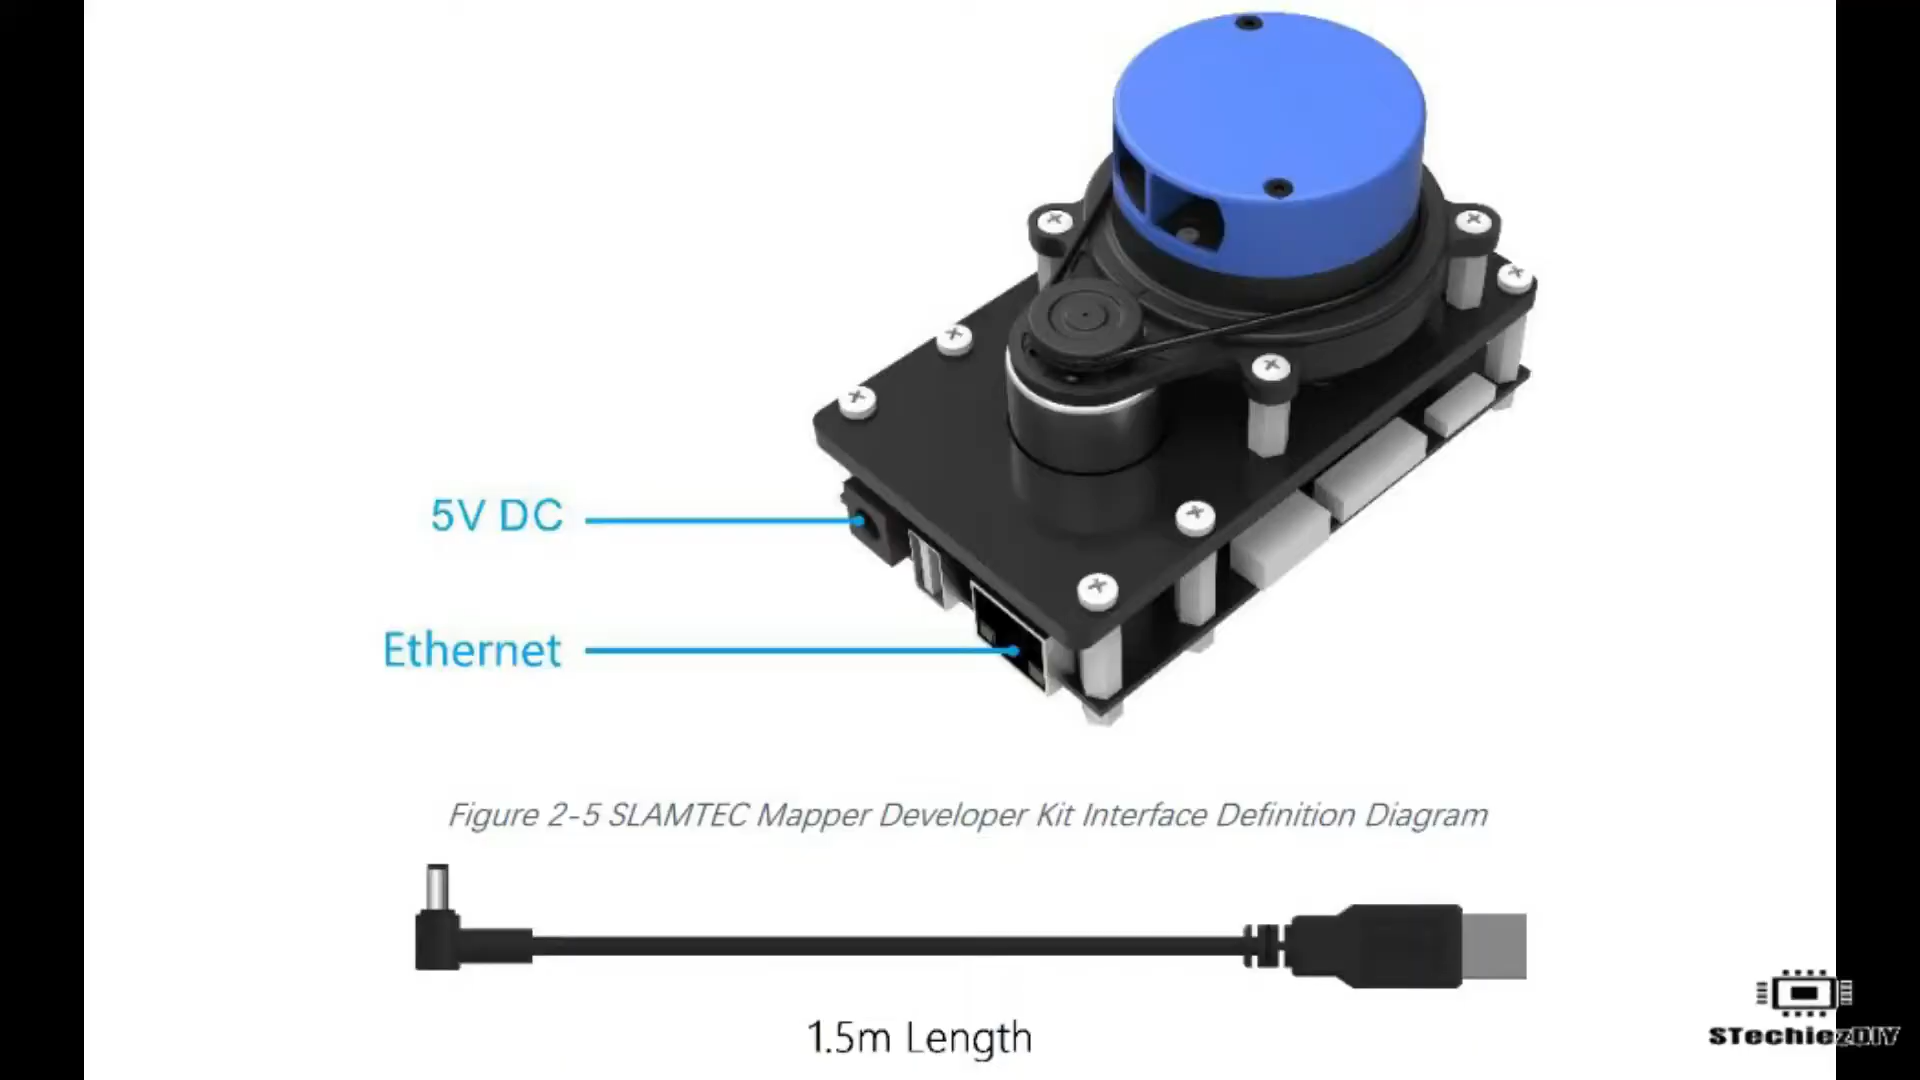 5V DC
Ethernet
Figure 2-5 SLAMTEC Mapper Developer Kit Interface Definition Diagram
1.5m Length
STechiezDIY